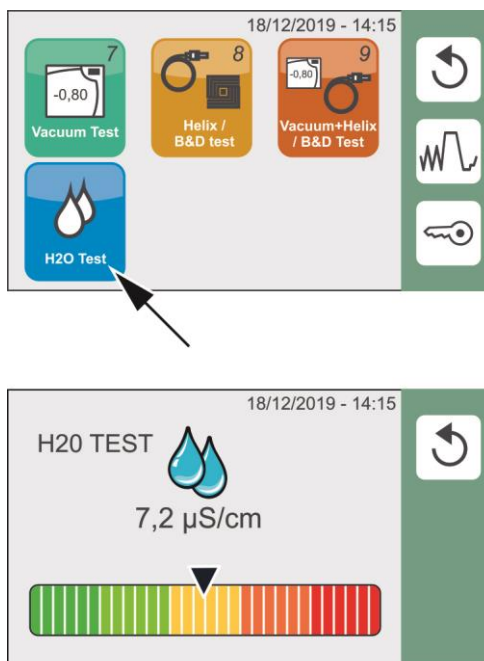 18/12/2019 - 14:15
7
-0,80
Vacuum Test
8
Helix /
B&D test
9
-0,80
Vacuum+Helix
/ B&D Test
H2O Test
18/12/2019 - 14:15
H20 TEST
7,2 µS/cm